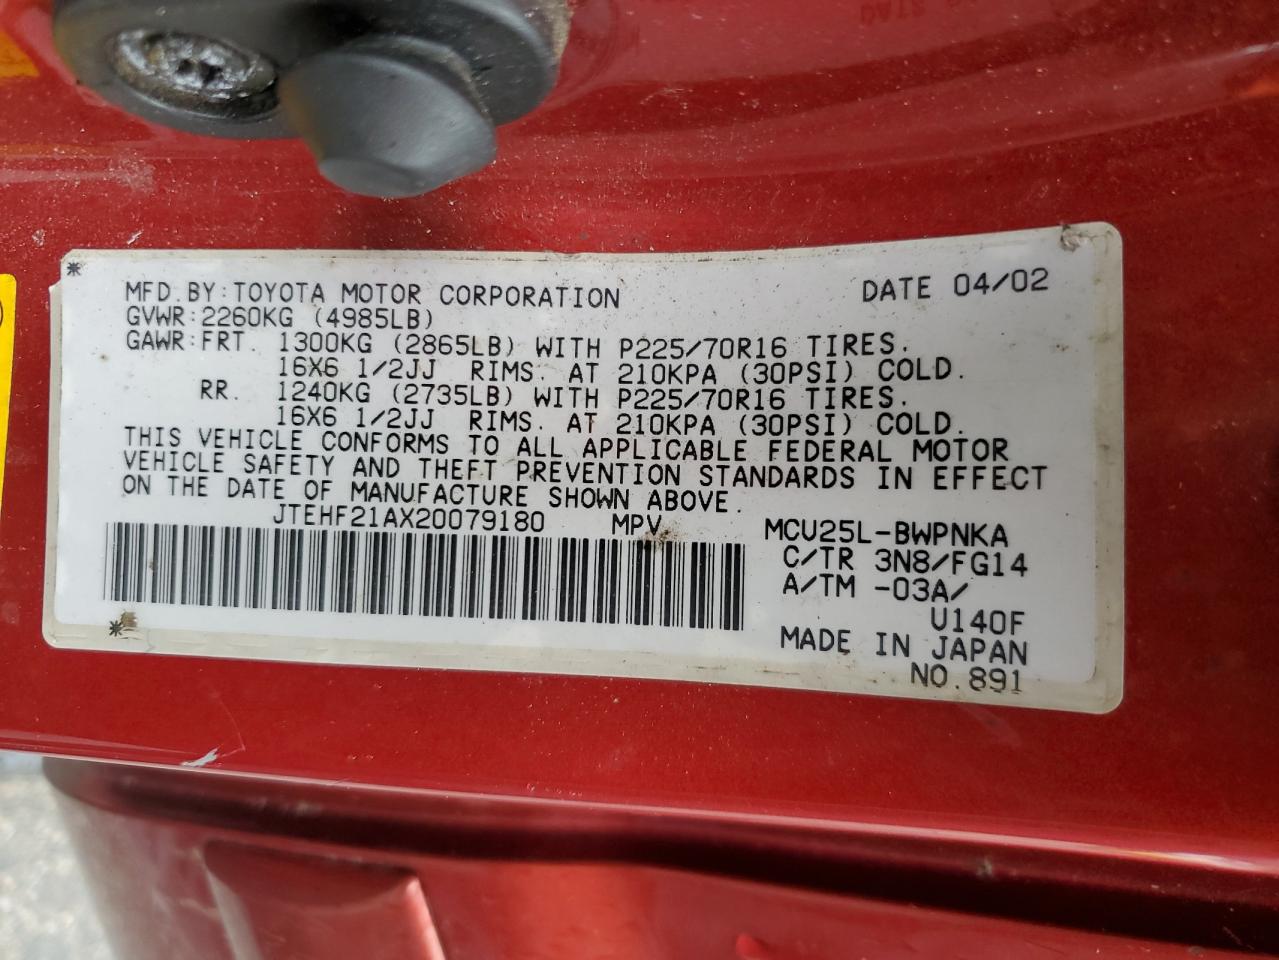 MFD.BY:TOYOTA MOTOR CORPORATION DATE 04/02
GVWR:2260KG (4985LB)
GAWR:FRT. 1300KG (2865LB) WITH P225/70R16 TIRES.
16X6 1/2JJ RIMS. AT 210KPA (30PSI) COLD.
RR. 1240KG (2735LB) WITH P225/70R16 TIRES.
16X6 1/2JJ RIMS. AT 210KPA (30PSI) COLD.
THIS VEHICLE CONFORMS TO ALL APPLICABLE FEDERAL MOTOR
VEHICLE SAFETY AND THEFT PREVENTION STANDARDS IN EFFECT
ON THE DATE OF MANUFACTURE SHOWN ABOVE.
JTEHF21AX20079180 MPV MCU25L-BWPNKA
C/TR 3N8/FG14
A/TM -03A/
U140F
MADE IN JAPAN
NO.891